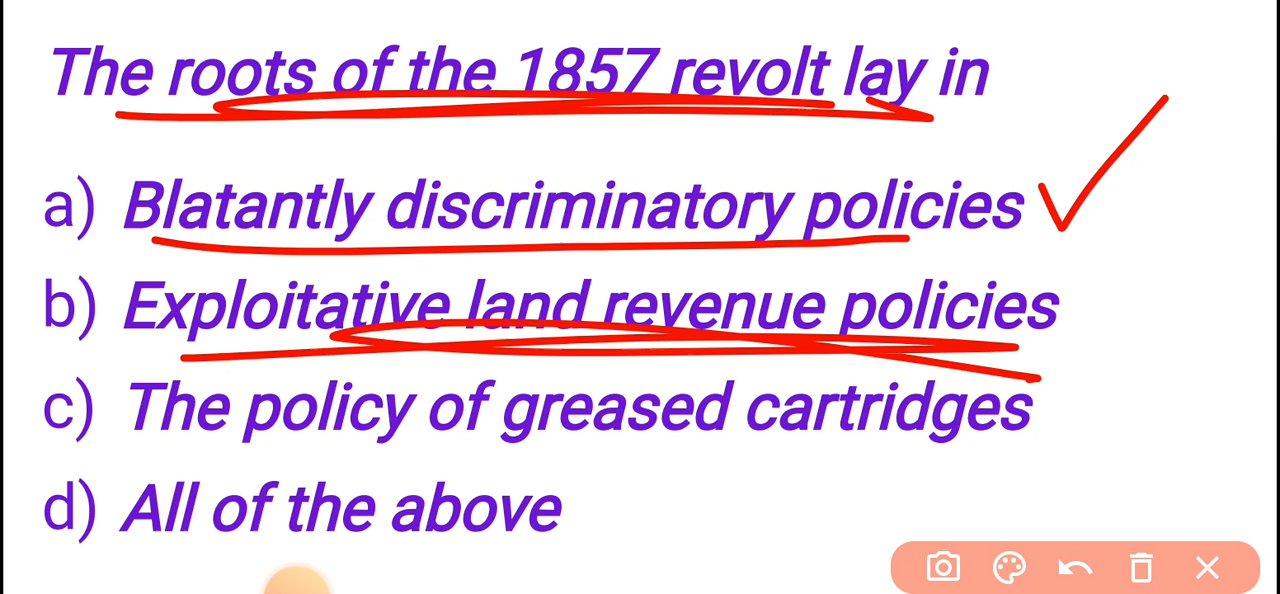 The roots of the 1857 revolt lay in
a) Blatantly discriminatory policies
b) Exploitative land revenue policies
c) The policy of greased cartridges
d) All of the above